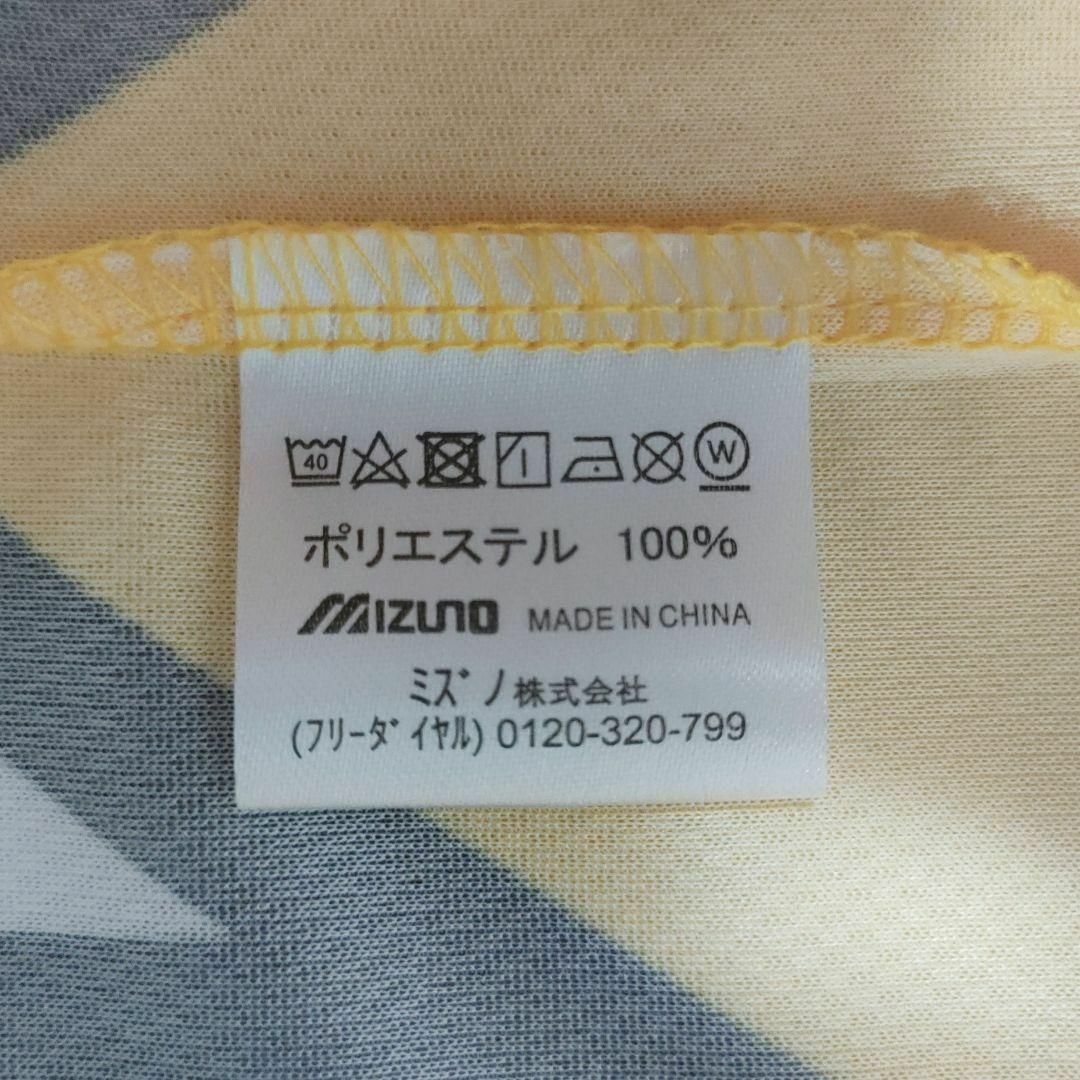 40 W
ポリエステル 100%
MIZUNO MADE IN CHINA
ミズノ株式会社
(フリーダイヤル) 0120-320-799